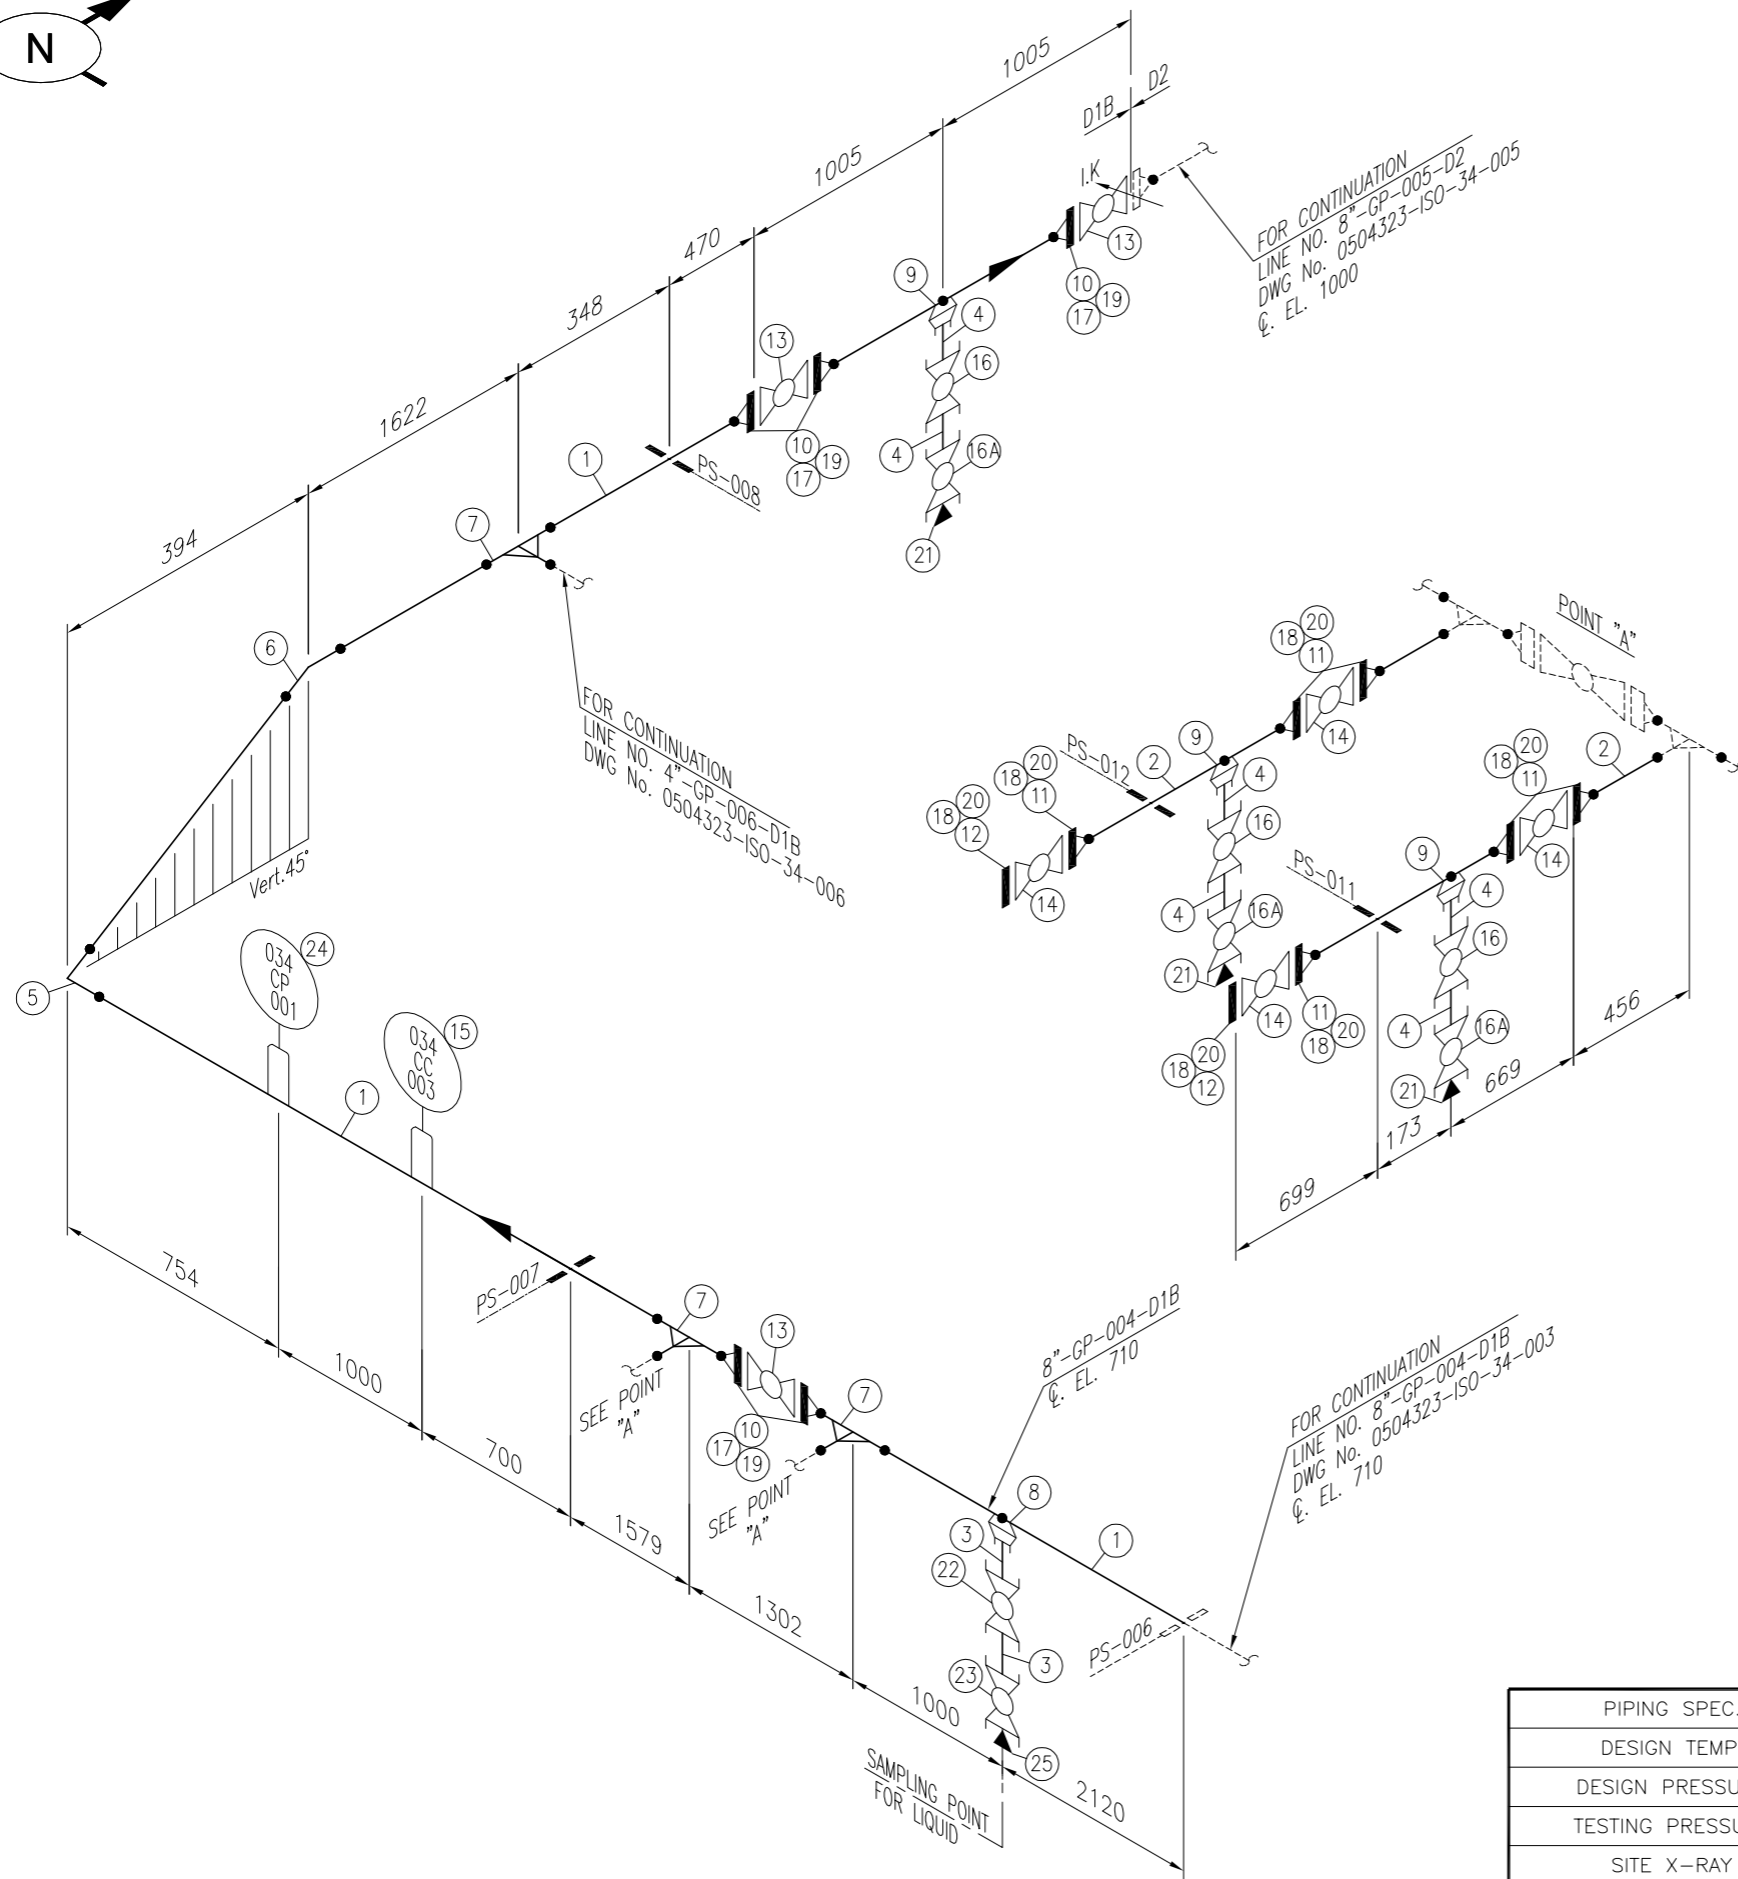 N
1005
D2
D1B
1005
I.K
FOR CONTINUATION
LINE NO. 8"-GP-005-D2
DWG No. 0504323-ISO-34-005
℄. EL. 1000
13
470
9
10
19
17
4
348
13
16
1622
10
19
17
4
16A
1
PS-008
21
394
7
6
FOR CONTINUATION
LINE NO. 4"-GP-006-D1B
DWG No. 0504323-ISO-34-006
Vert.45°
POINT "A"
20
18
11
14
9
PS-012
2
4
20
18
11
20
18
12
14
16
4
16A
21
20
18
11
2
14
9
PS-011
4
16
14
11
18
20
20
18
12
4
16A
21
456
669
173
699
5
034
CP
001
24
034
CC
003
15
1
754
1000
700
1579
1302
1000
2120
PS-007
7
13
SEE POINT
"A"
10
17
19
7
SEE POINT
"A"
8"-GP-004-D1B
℄. EL. 710
FOR CONTINUATION
LINE NO. 8"-GP-004-D1B
DWG No. 0504323-ISO-34-003
℄. EL. 710
8
3
1
22
3
23
PS-006
25
SAMPLING POINT
FOR LIQUID
PIPING SPEC.
DESIGN TEMP
DESIGN PRESSU
TESTING PRESSU
SITE X-RAY